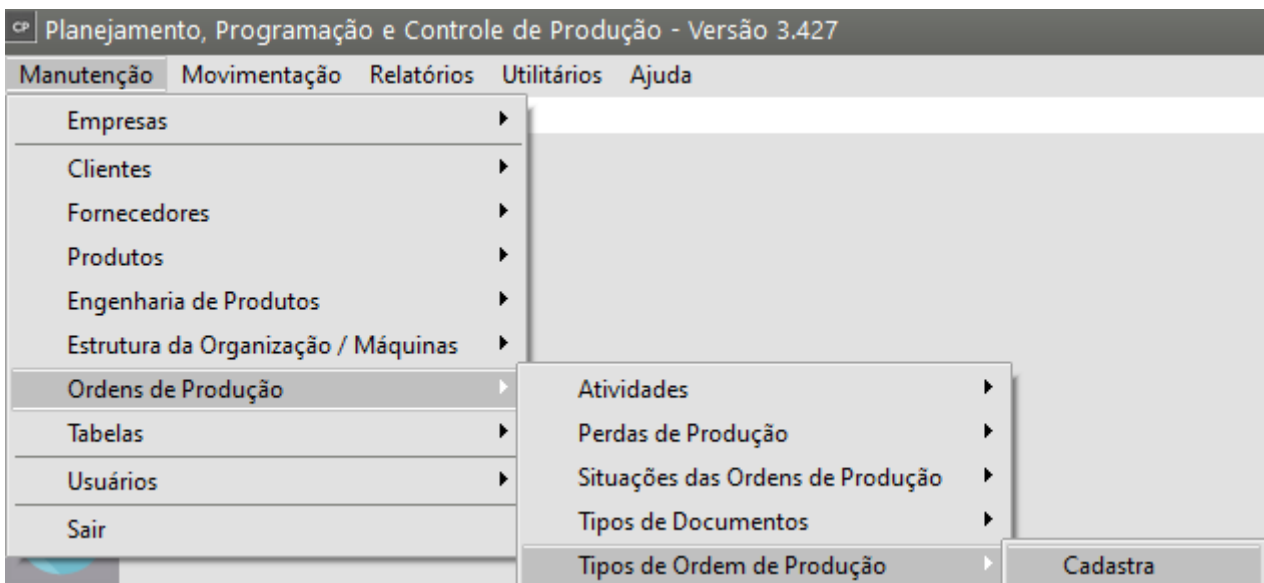 CP Planejamento, Programação e Controle de Produção - Versão 3.427
Manutenção Movimentação Relatórios Utilitários Ajuda
Empresas
Clientes
Fornecedores
Produtos
Engenharia de Produtos
Estrutura da Organização / Máquinas
Ordens de Produção
Tabelas
Usuários
Sair
Atividades
Perdas de Produção
Situações das Ordens de Produção
Tipos de Documentos
Tipos de Ordem de Produção
Cadastra